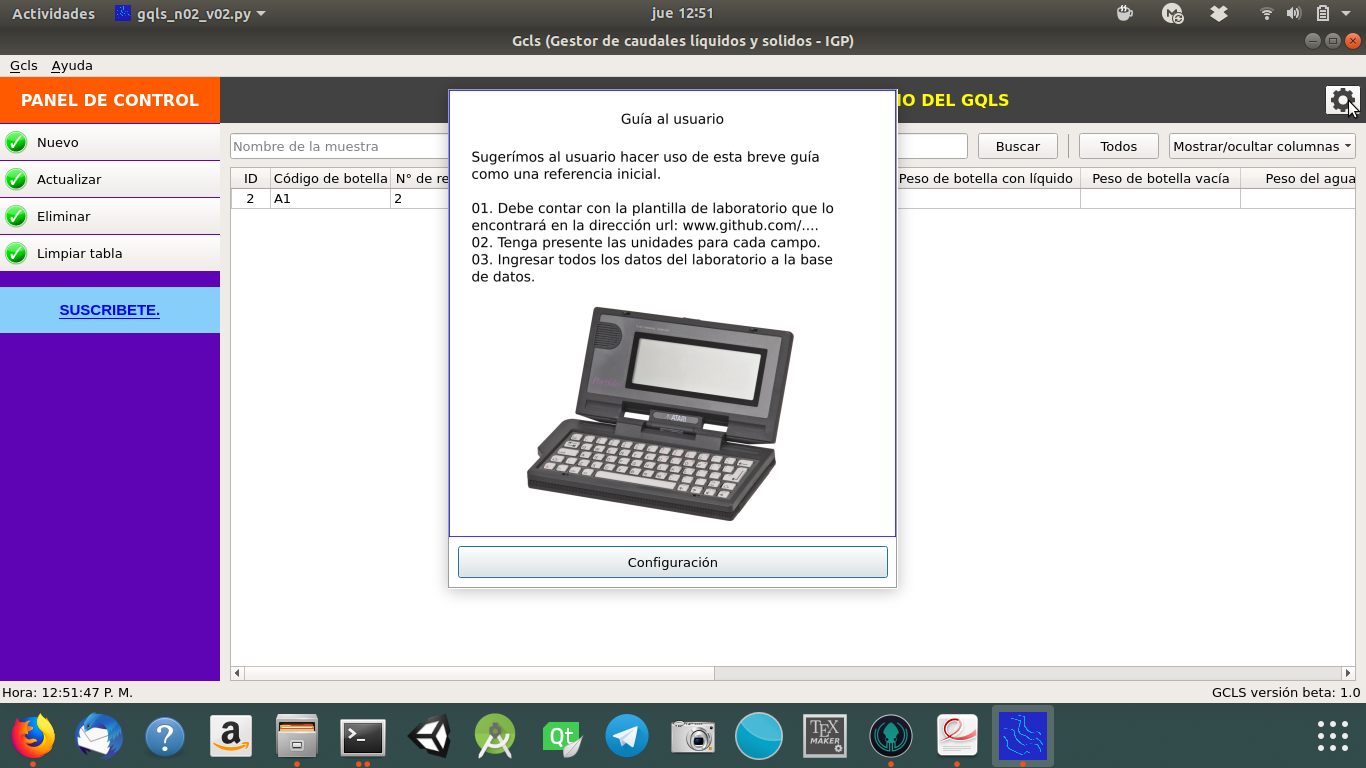 Actividades gqls_n02_v02.py jue 12:51
Gcls (Gestor de caudales líquidos y solidos - IGP)
Gcls Ayuda
PANEL DE CONTROL
Nuevo
Actualizar
Eliminar
Limpiar tabla
SUSCRIBETE.
O DEL GQLS
Nombre de la muestra Buscar Todos Mostrar/ocultar columnas
ID Código de botella N° de re Peso de botella con líquido Peso de botella vacía Peso del agua
2 A1 2
Guía al usuario
Sugerímos al usuario hacer uso de esta breve guía
como una referencia inicial.
01. Debe contar con la plantilla de laboratorio que lo
encontrará en la dirección url: www.github.com/....
02. Tenga presente las unidades para cada campo.
03. Ingresar todos los datos del laboratorio a la base
de datos.
ATARI
Configuración
Hora: 12:51:47 P. M. GCLS versión beta: 1.0
?
a
>_
Qt
TEX
MAKER